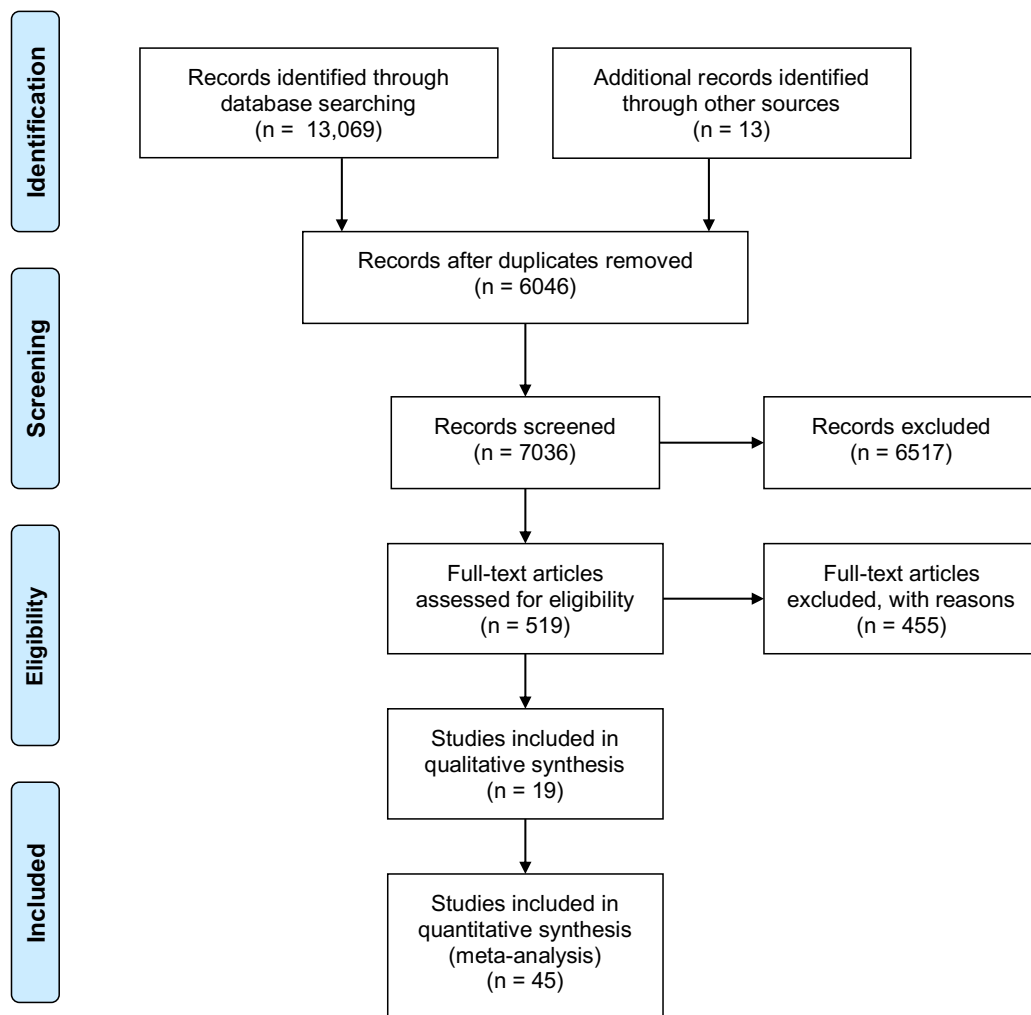 Identification
Records identified through
database searching
(n = 13,069)
Additional records identified
through other sources
(n = 13)
Records after duplicates removed
(n = 6046)
Screening
Records screened
(n = 7036)
Records excluded
(n = 6517)
Eligibility
Full-text articles
assessed for eligibility
(n = 519)
Full-text articles
excluded, with reasons
(n = 455)
Studies included in
qualitative synthesis
(n = 19)
Included
Studies included in
quantitative synthesis
(meta-analysis)
(n = 45)